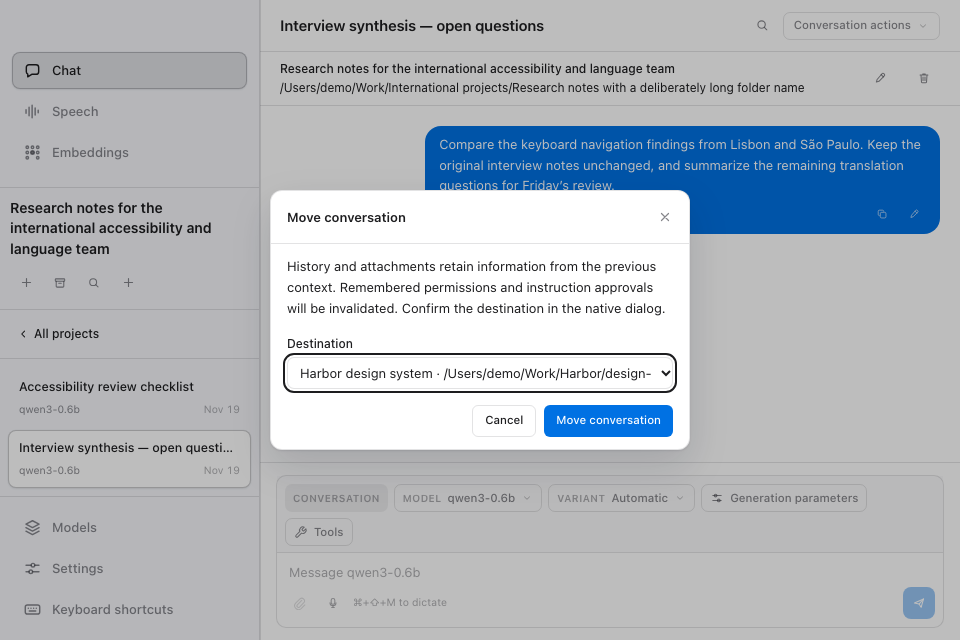 Chat
Speech
Embeddings
Research notes for the
international accessibility and
language team
All projects
Accessibility review checklist
qwen3-0.6b Nov 19
Interview synthesis — open questi...
qwen3-0.6b Nov 19
Models
Settings
Keyboard shortcuts
Interview synthesis — open questions
Conversation actions
Research notes for the international accessibility and language team
/Users/demo/Work/International projects/Research notes with a deliberately long folder name
Compare the keyboard navigation findings from Lisbon and São Paulo. Keep the
original interview notes unchanged, and summarize the remaining translation
questions for Friday's review.
Move conversation
History and attachments retain information from the previous
context. Remembered permissions and instruction approvals
will be invalidated. Confirm the destination in the native dialog.
Destination
Harbor design system · /Users/demo/Work/Harbor/design-
Cancel Move conversation
CONVERSATION MODEL qwen3-0.6b VARIANT Automatic Generation parameters
Tools
Message qwen3-0.6b
⌘+⇧+M to dictate